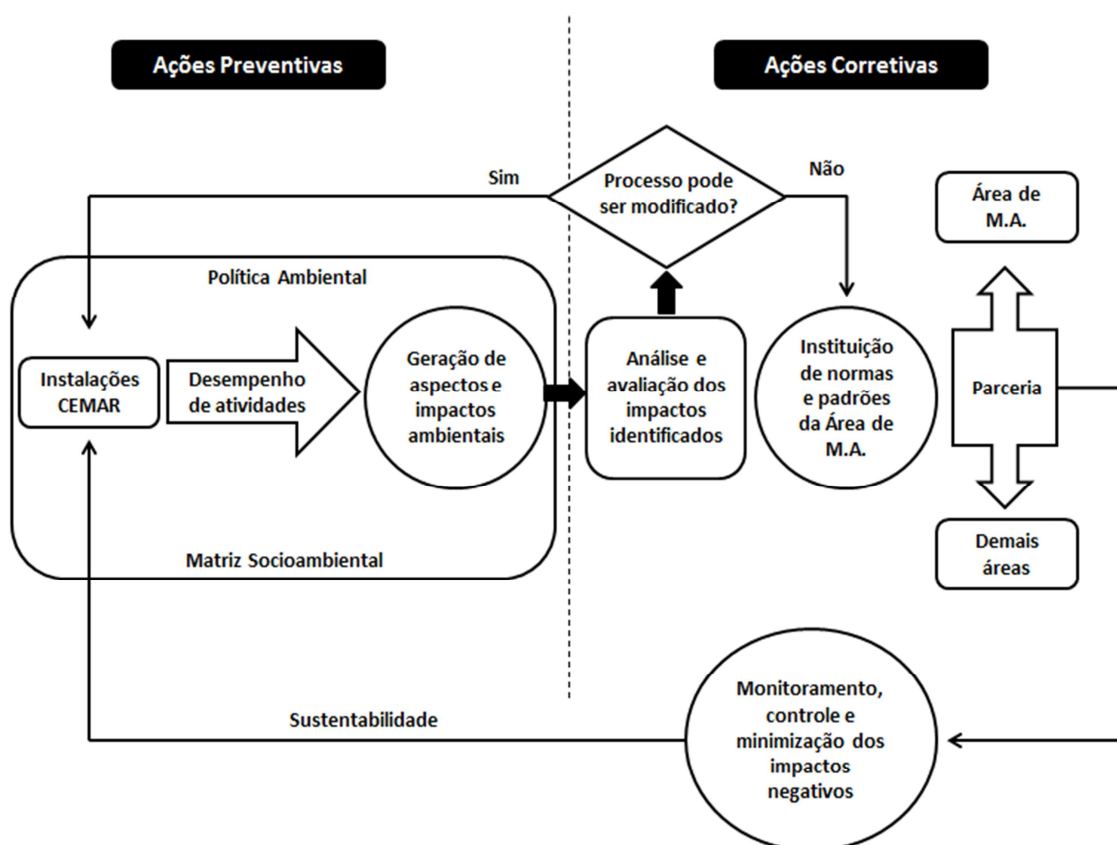 Ações Preventivas
Ações Corretivas
Sim
Processo pode
ser modificado?
Não
Área de
M.A.
Política Ambiental
Instalações
CEMAR
Desempenho
de atividades
Geração de
aspectos e
impactos
ambientais
Análise e
avaliação dos
impactos
identificados
Instituição
de normas
e padrões
da Área de
M.A.
Parceria
Matriz Socioambiental
Demais
áreas
Sustentabilidade
Monitoramento,
controle e
minimização dos
impactos
negativos